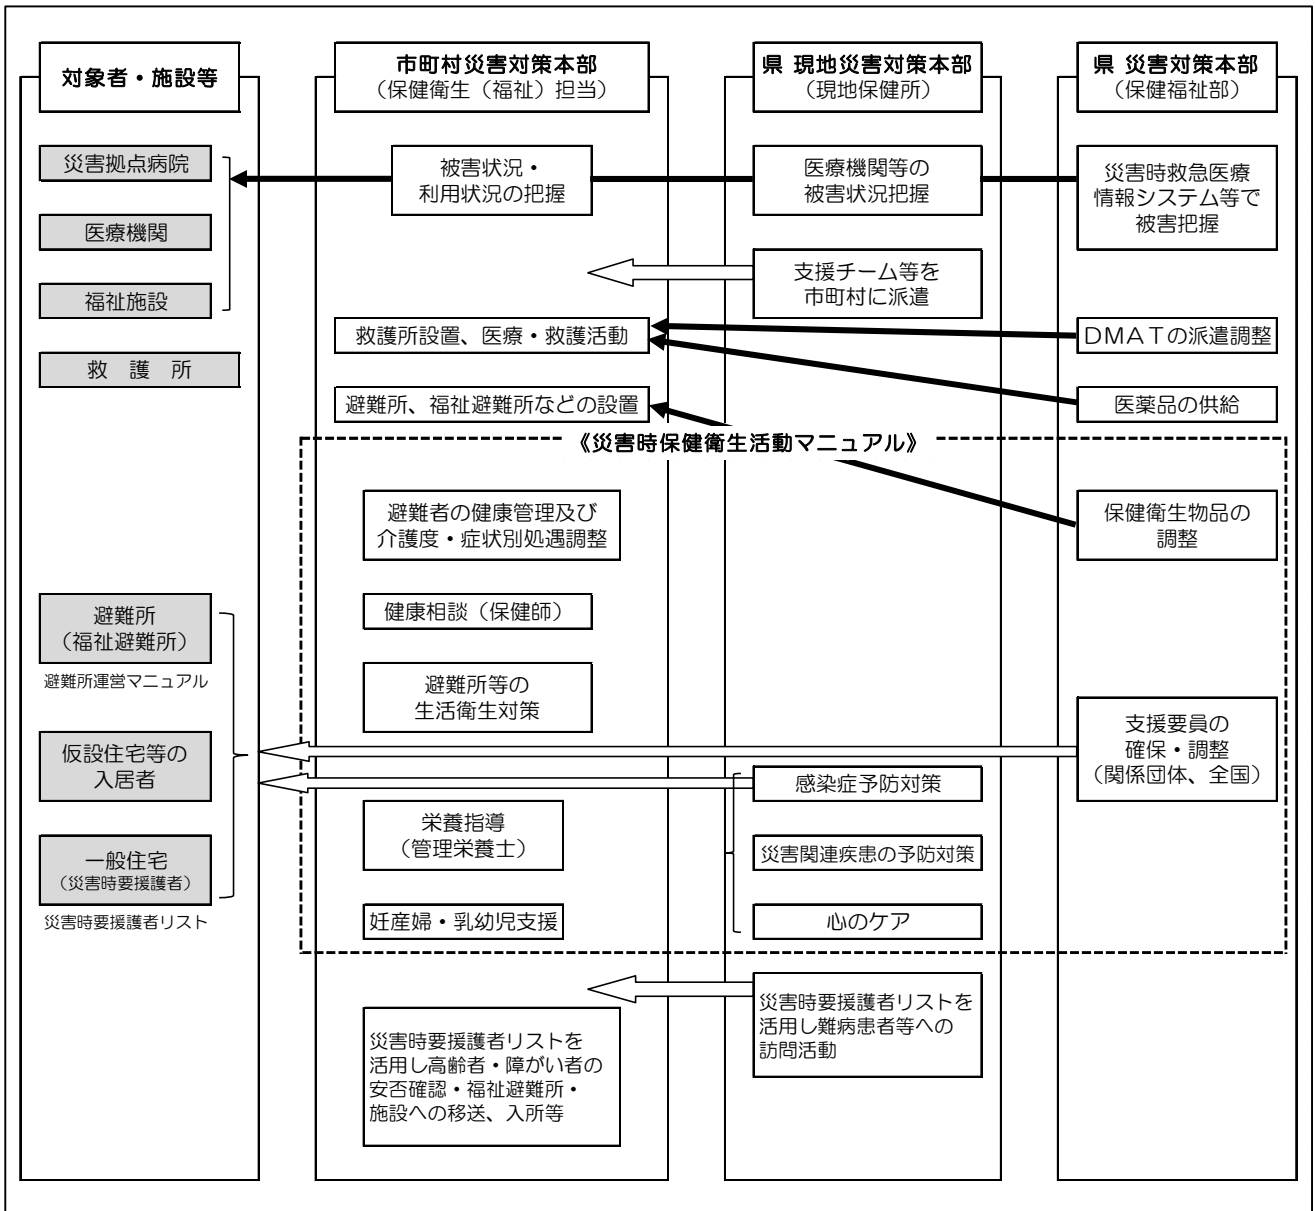 対象者・施設等
災害拠点病院
医療機関
福祉施設
救 護 所
避難所
（福祉避難所）
避難所運営マニュアル
仮設住宅等の
入居者
一般住宅
（災害時要援護者）
災害時要援護者リスト
市町村災害対策本部
（保健衛生（福祉）担当）
被害状況・
利用状況の把握
救護所設置、医療・救護活動
避難所、福祉避難所などの設置
《災害時保健衛生活動マニュアル》
避難者の健康管理及び
介護度・症状別処遇調整
健康相談（保健師）
避難所等の
生活衛生対策
栄養指導
（管理栄養士）
妊産婦・乳幼児支援
災害時要援護者リストを
活用し高齢者・障がい者の
安否確認・福祉避難所・
施設への移送、入所等
県 現地災害対策本部
（現地保健所）
医療機関等の
被害状況把握
支援チーム等を
市町村に派遣
感染症予防対策
災害関連疾患の予防対策
心のケア
災害時要援護者リストを
活用し難病患者等への
訪問活動
県 災害対策本部
（保健福祉部）
災害時救急医療
情報システム等で
被害把握
ＤＭＡＴの派遣調整
医薬品の供給
保健衛生物品の
調整
支援要員の
確保・調整
（関係団体、全国）